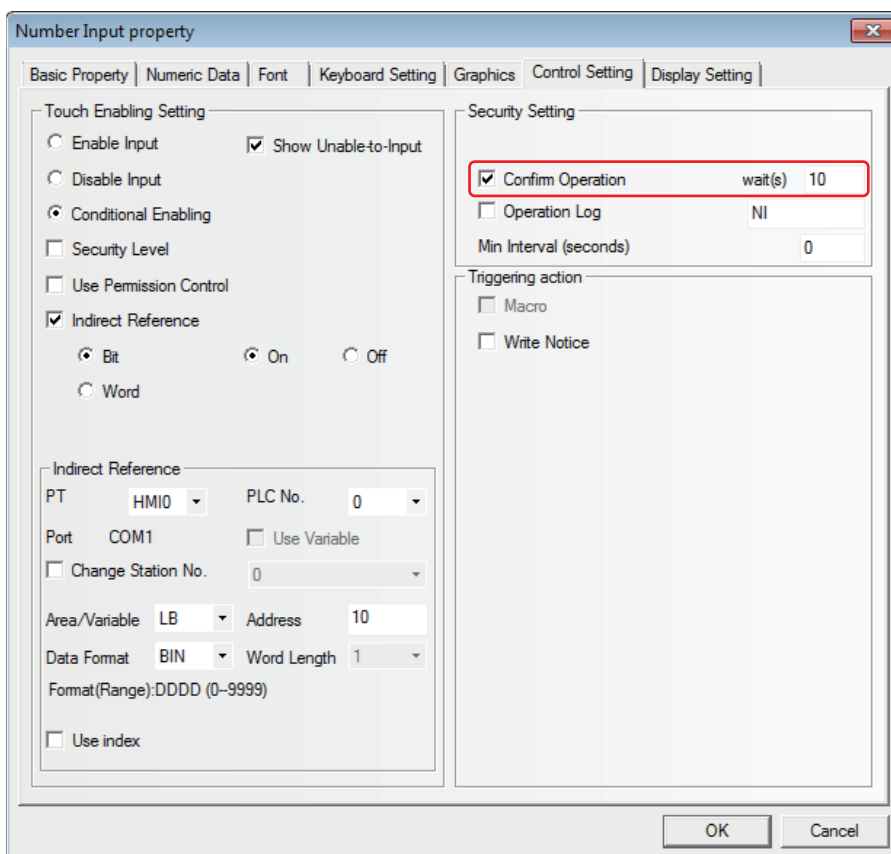 Number Input property
Basic Property Numeric Data Font Keyboard Setting Graphics Control Setting Display Setting
Touch Enabling Setting
Enable Input Show Unable-to-Input
Disable Input
Conditional Enabling
Security Level
Use Permission Control
Indirect Reference
Bit On Off
Word
Indirect Reference
PT HMI0 PLC No. 0
Port COM1 Use Variable
Change Station No. 0
Area/Variable LB Address 10
Data Format BIN Word Length 1
Format(Range):DDDD (0--9999)
Use index
Security Setting
Confirm Operation wait(s) 10
Operation Log NI
Min Interval (seconds) 0
Triggering action
Macro
Write Notice
OK Cancel